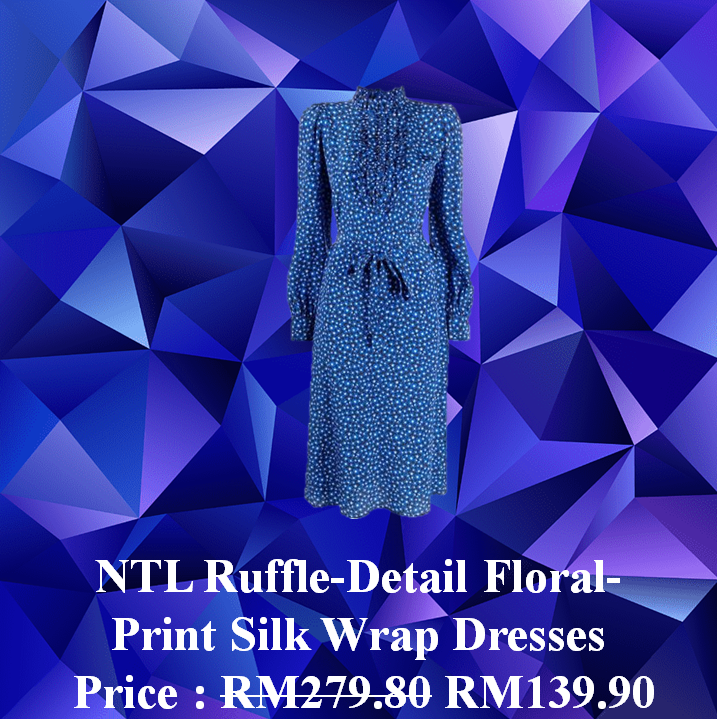 NTL Ruffle-Detail Floral-
Print Silk Wrap Dresses
Price : RM279.80 RM139.90